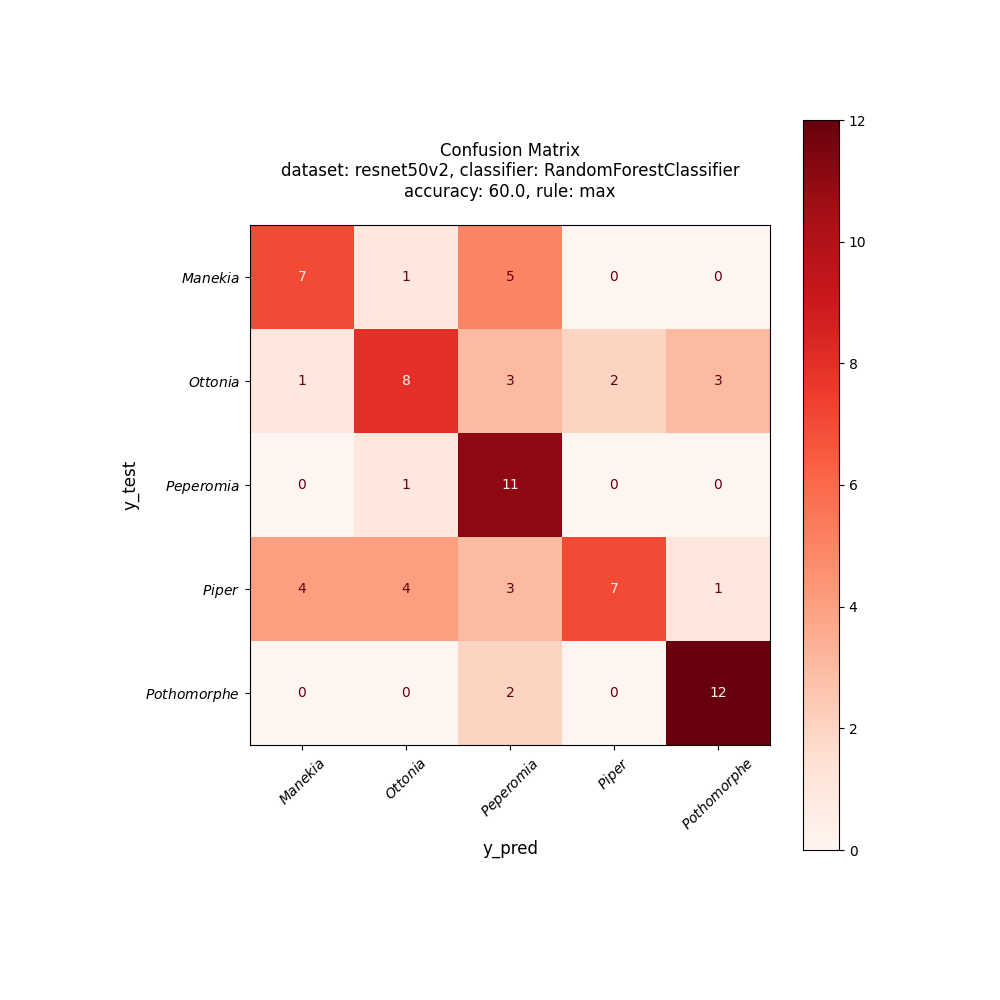 Confusion Matrix
dataset: resnet50v2, classifier: RandomForestClassifier
accuracy: 60.0, rule: max
Manekia 7 1 5 0 0
Ottonia 1 8 3 2 3
Peperomia 0 1 11 0 0
Piper 4 4 3 7 1
Pothomorphe 0 0 2 0 12
y_test
Manekia Ottonia Peperomia Piper Pothomorphe
y_pred
12
10
8
6
4
2
0